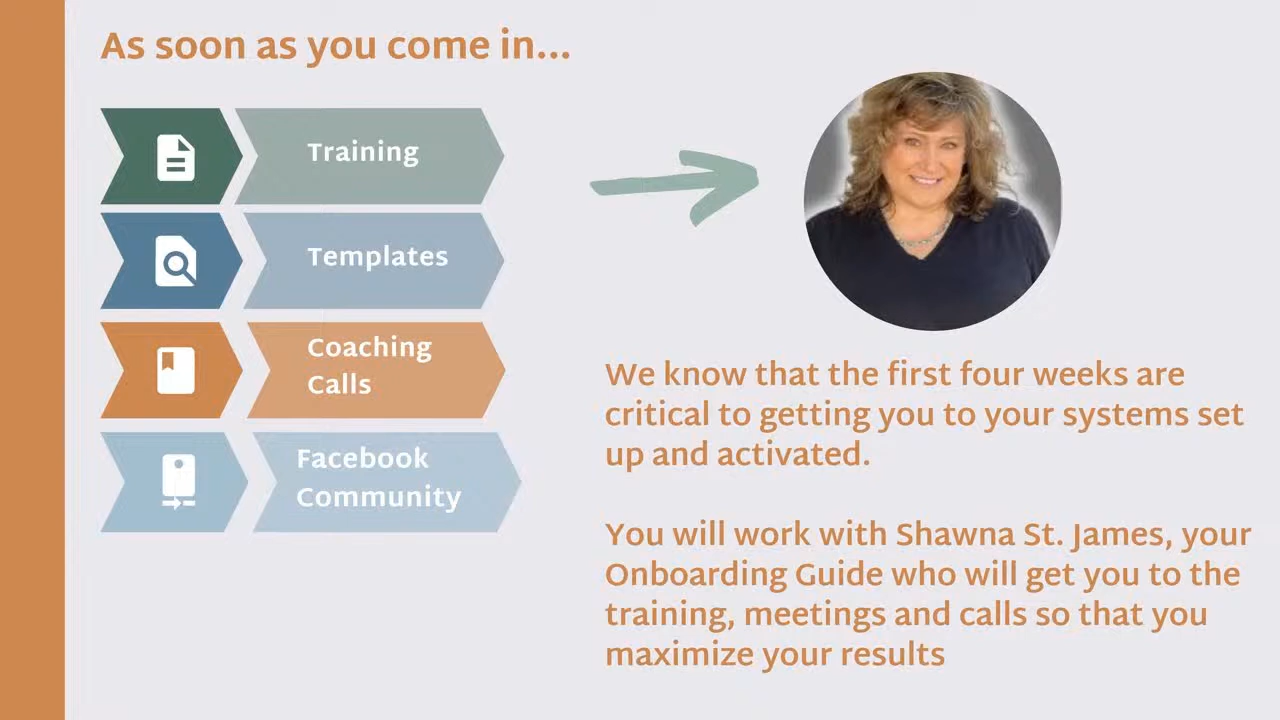 As soon as you come in...
Training
Templates
Coaching
Calls
Facebook
Community
We know that the first four weeks are
critical to getting you to your systems set
up and activated.
You will work with Shawna St. James, your
Onboarding Guide who will get you to the
training, meetings and calls so that you
maximize your results